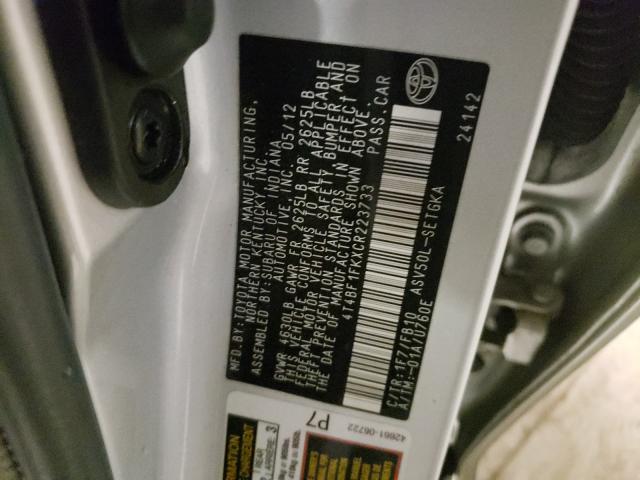 MFD.BY:TOYOTA MOTOR MANUFACTURING,
NORTHERN KENTUCKY, INC.
ASSEMBLED BY:SUBARU OF INDIANA
AUTOMOTIVE, INC. 05/12
GVWR 4630LB GAWR FR 2625LB RR 2625LB
THIS VEHICLE CONFORMS TO ALL APPLICABLE
FEDERAL MOTOR VEHICLE SAFETY, BUMPER,AND
THEFT PREVENTION STANDARDS IN EFFECT ON
THE DATE OF MANUFACTURE SHOWN ABOVE.
4T4BF1FKXCR223733 PASS.CAR
C/TR:1F7/FB10 ASV50L-SETGKA
A/TM:-01A/U760E
24142
P7
42661-06722
3